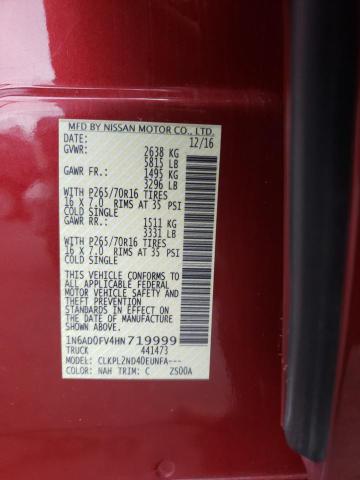 MFD BY NISSAN MOTOR CO., LTD.
DATE: 12/16
GVWR: 2638 KG
5815 LB
GAWR FR: 1495 KG
3296 LB
WITH P265/70R16 TIRES
16 X 7.0 RIMS AT 35 PSI
COLD SINGLE
GAWR RR: 1511 KG
3331 LB
WITH P265/70R16 TIRES
16 X 7.0 RIMS AT 35 PSI
COLD SINGLE
THIS VEHICLE CONFORMS TO
ALL APPLICABLE FEDERAL
MOTOR VEHICLE SAFETY AND
THEFT PREVENTION
STANDARDS IN EFFECT ON
THE DATE OF MANUFACTURE
SHOWN ABOVE.
1N6AD0FV4HN719999
TRUCK 441473
MODEL: CLKPL2ND40EUNFA---
COLOR: NAH TRIM: C ZS00A